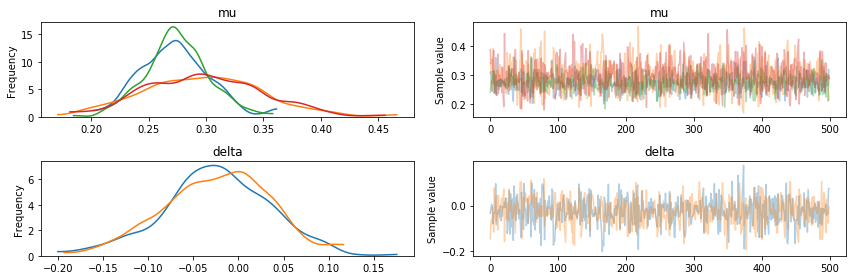 mu
Frequency
15
10
5
0
0.20 0.25 0.30 0.35 0.40 0.45
mu
Sample value
0.4
0.3
0.2
0 100 200 300 400 500
delta
Frequency
6
4
2
0
−0.20 −0.15 −0.10 −0.05 0.00 0.05 0.10 0.15
delta
Sample value
0.0
−0.2
0 100 200 300 400 500